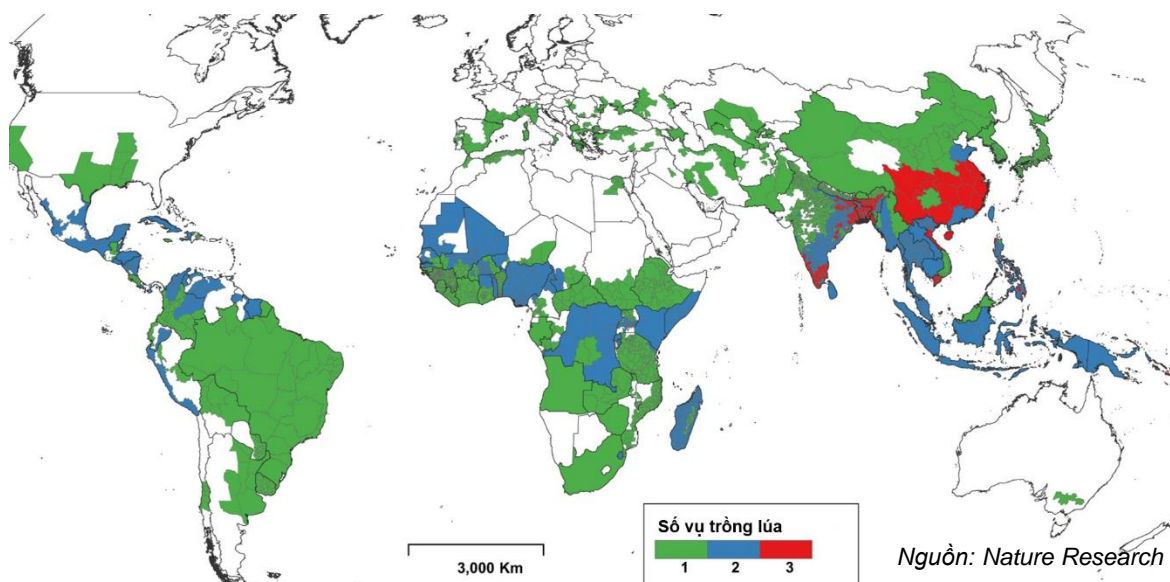 3,000 Km
Số vụ trồng lúa
1 2 3
Nguồn: Nature Research